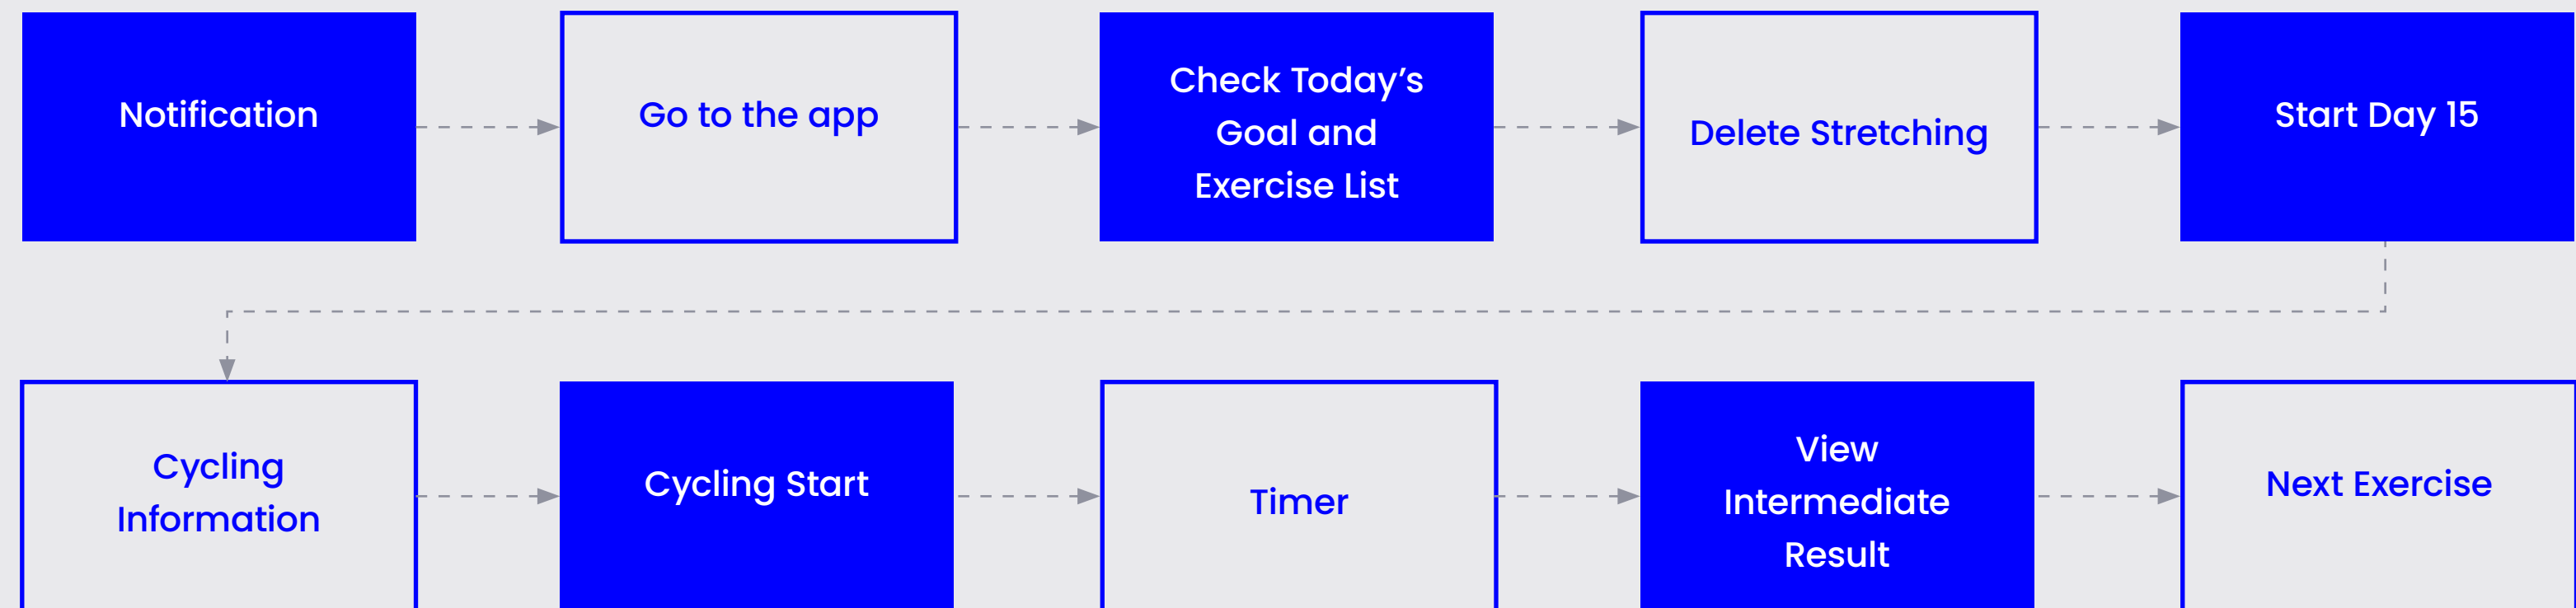 Notification
Go to the app
Check Today’s
Goal and
Exercise List
Delete Stretching
Start Day 15
Cycling
Information
Cycling Start
Timer
View
Intermediate
Result
Next Exercise